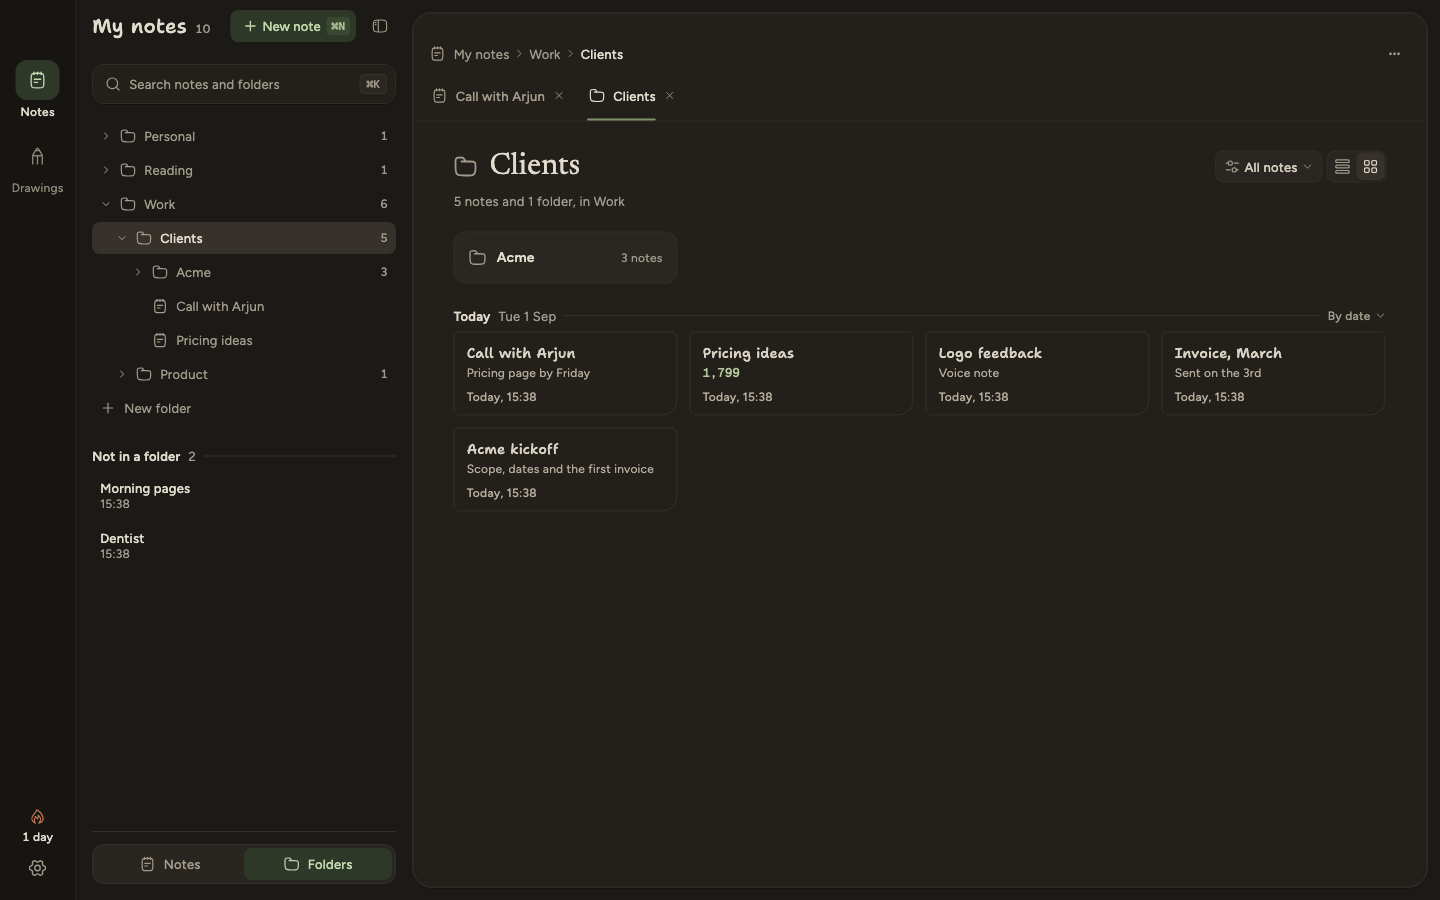 My notes 10
+ New note ⌘N
Notes
Drawings
Search notes and folders ⌘K
Personal 1
Reading 1
Work 6
Clients 5
Acme 3
Call with Arjun
Pricing ideas
Product 1
+ New folder
Not in a folder 2
Morning pages
15:38
Dentist
15:38
1 day
Notes Folders
My notes > Work > Clients
Call with Arjun × Clients ×
Clients
All notes
5 notes and 1 folder, in Work
Acme 3 notes
Today Tue 1 Sep By date
Call with Arjun
Pricing page by Friday
Today, 15:38
Pricing ideas
1,799
Today, 15:38
Logo feedback
Voice note
Today, 15:38
Invoice, March
Sent on the 3rd
Today, 15:38
Acme kickoff
Scope, dates and the first invoice
Today, 15:38